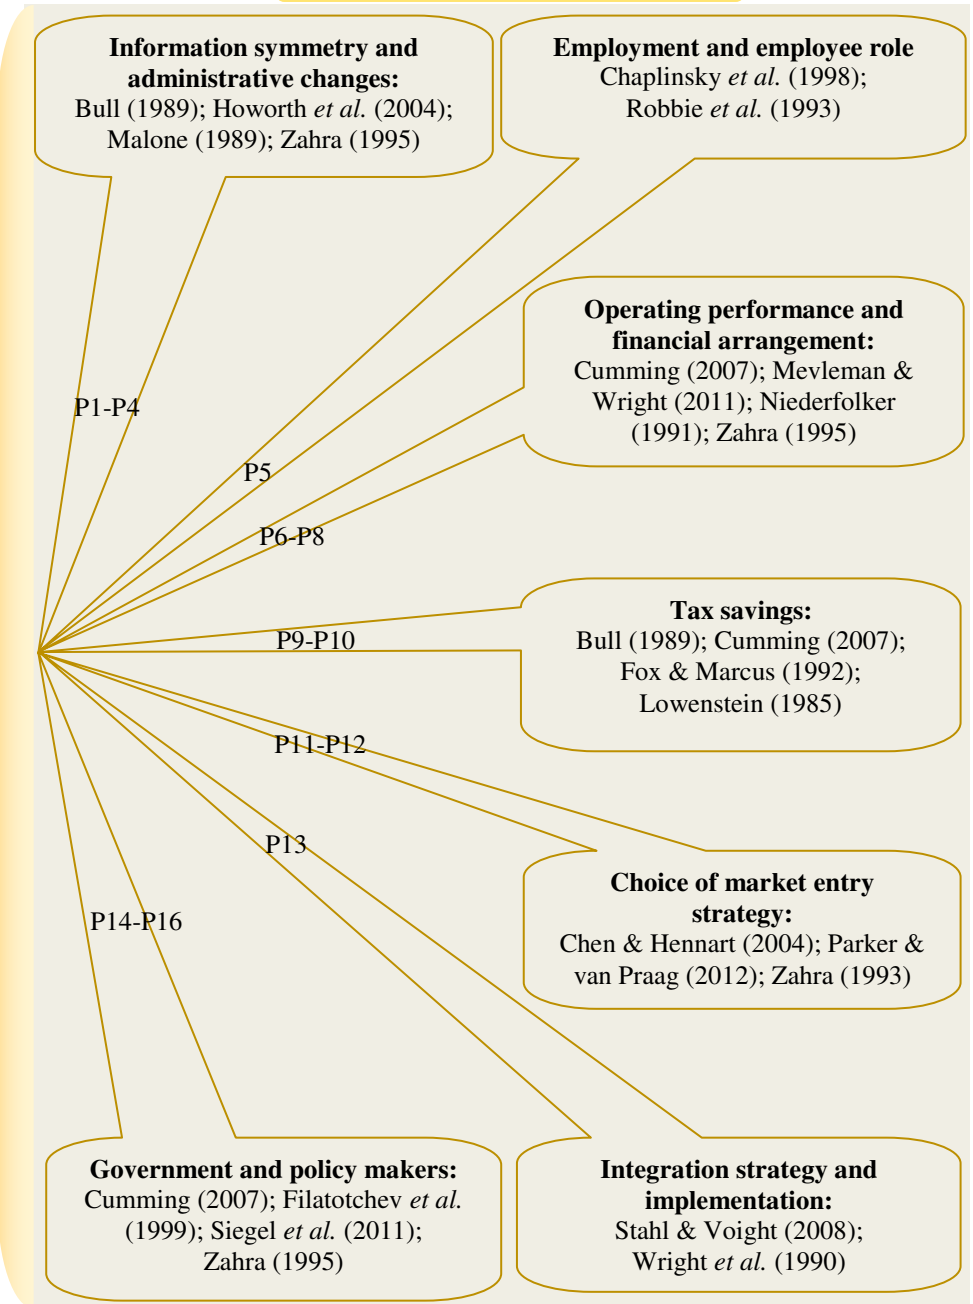 Information symmetry and
administrative changes:
Bull (1989); Howorth et al. (2004);
Malone (1989); Zahra (1995)
Employment and employee role
Chaplinsky et al. (1998);
Robbie et al. (1993)
Operating performance and
financial arrangement:
Cumming (2007); Mevleman &
Wright (2011); Niederfolker
(1991); Zahra (1995)
P1-P4
P5
P6-P8
Tax savings:
Bull (1989); Cumming (2007);
Fox & Marcus (1992);
Lowenstein (1985)
P9-P10
P11-P12
P13
Choice of market entry
strategy:
Chen & Hennart (2004); Parker &
van Praag (2012); Zahra (1993)
P14-P16
Government and policy makers:
Cumming (2007); Filatotchev et al.
(1999); Siegel et al. (2011);
Zahra (1995)
Integration strategy and
implementation:
Stahl & Voight (2008);
Wright et al. (1990)